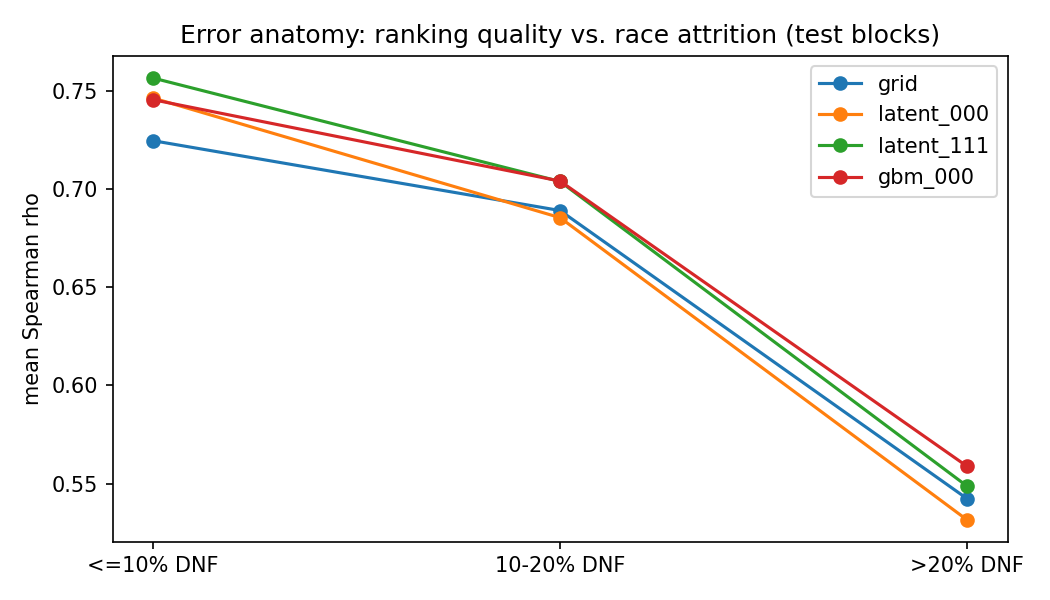 Error anatomy: ranking quality vs. race attrition (test blocks)
mean Spearman rho
0.75
0.70
0.65
0.60
0.55
grid
latent_000
latent_111
gbm_000
<=10% DNF
10-20% DNF
>20% DNF